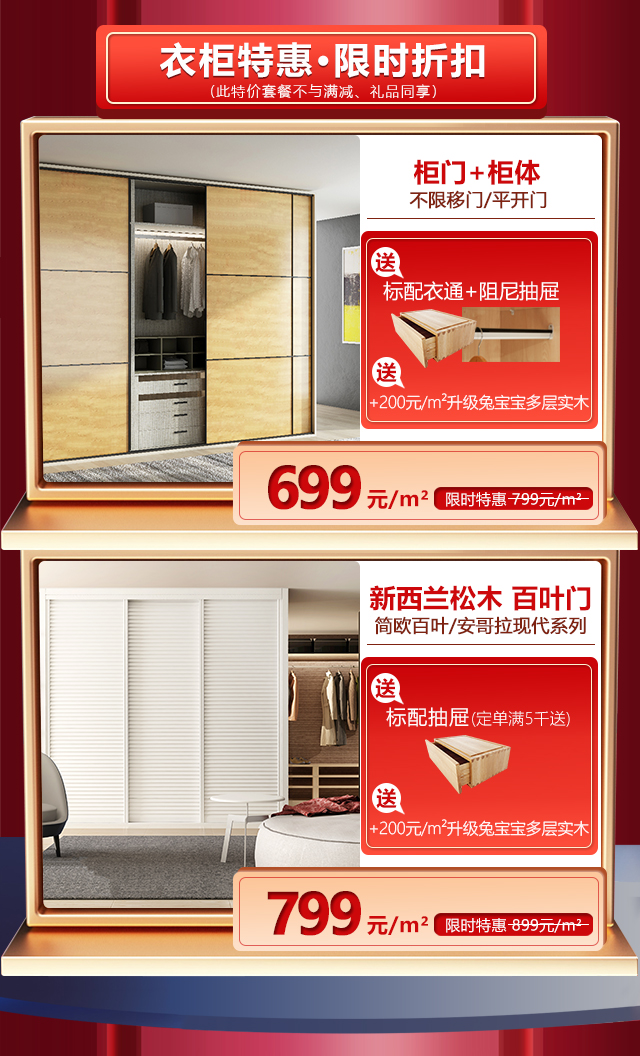 衣柜特惠·限时折扣
(此特价套餐不与满减、礼品同享)
柜门+柜体
不限移门/平开门
送
标配衣通+阻尼抽屉
送
+200元/m²升级兔宝宝多层实木
699元/m² 限时特惠 799元/m²
新西兰松木 百叶门
简欧百叶/安哥拉现代系列
送
标配抽屉(定单满5千送)
送
+200元/m²升级兔宝宝多层实木
799元/m² 限时特惠 899元/m²